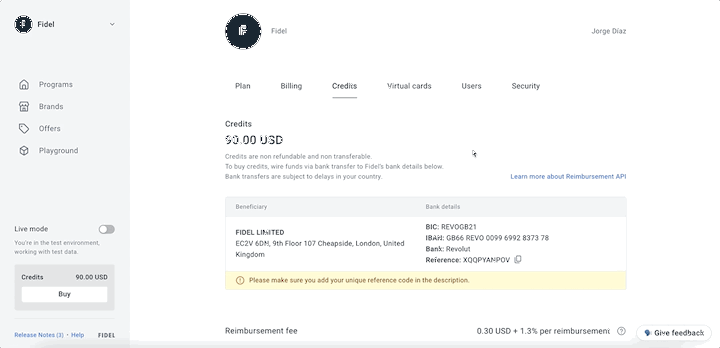 Fidel
Programs
Brands
Offers
Playground
Live mode
You're in the test environment,
working with test data.
Credits 90.00 USD
Buy
Release Notes (3) • Help FIDEL
Fidel
Jorge Díaz
Plan Billing Credits Virtual cards Users Security
Credits
90.00 USD
Credits are non refundable and non transferable.
To buy credits, wire funds via bank transfer to Fidel's bank details below.
Bank transfers are subject to delays in your country.
Learn more about Reimbursement API
Beneficiary Bank details
FIDEL LIMITED
EC2V 6DN, 9th Floor 107 Cheapside, London, United
Kingdom
BIC: REVOGB21
IBAN: GB66 REVO 0099 6992 8373 78
Bank: Revolut
Reference: XQQPYAMPOV
Please make sure you add your unique reference code in the description.
Reimbursement fee 0.30 USD + 1.3% per reimbursement
Give feedback